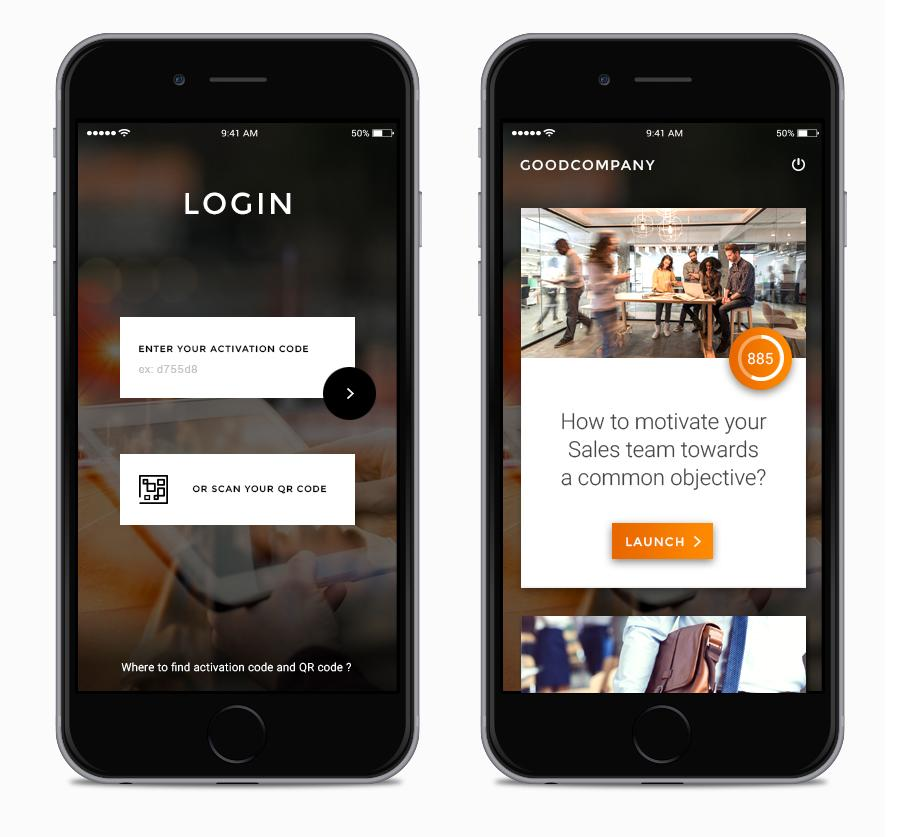 9:41 AM
50%
LOGIN
ENTER YOUR ACTIVATION CODE
ex: d755d8
OR SCAN YOUR QR CODE
Where to find activation code and QR code ?
9:41 AM
50%
GOODCOMPANY
885
How to motivate your
Sales team towards
a common objective?
LAUNCH